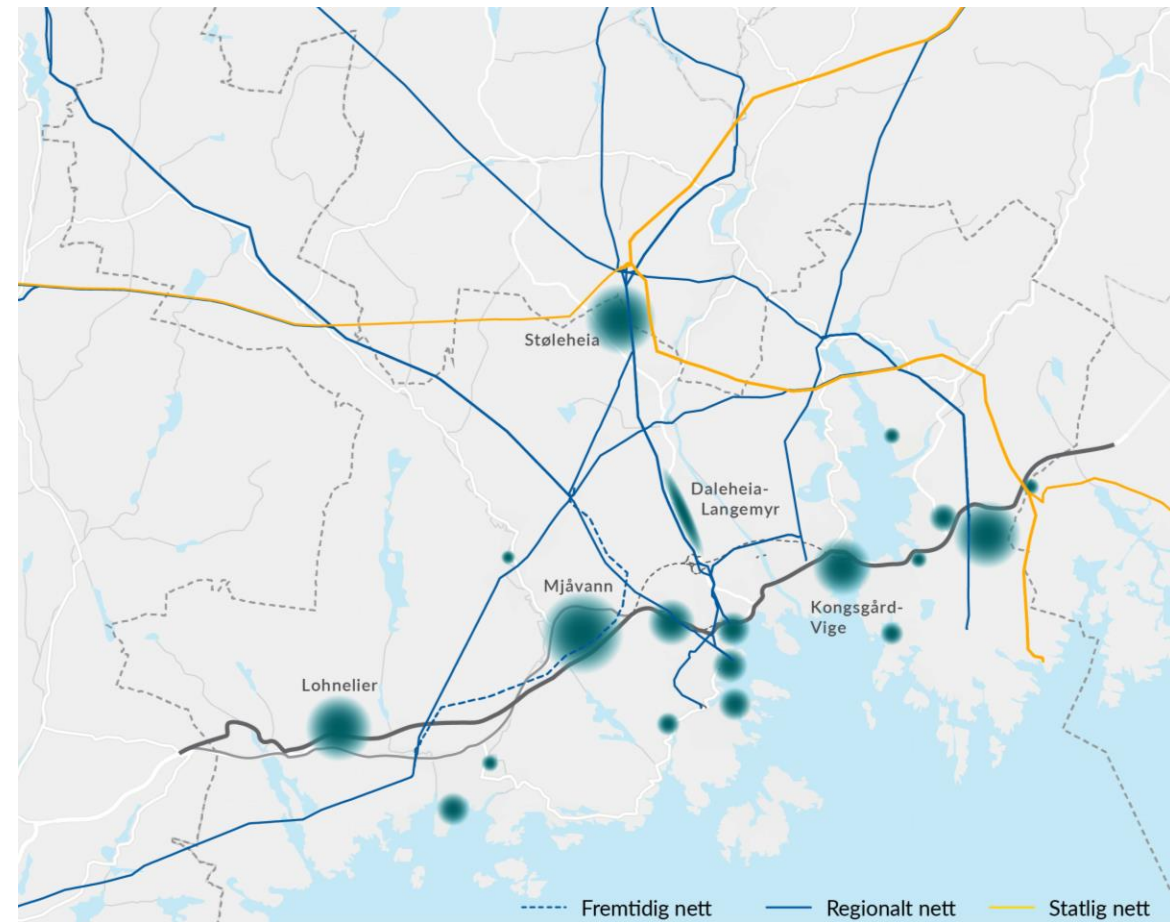 Støleheia
Daleheia-
Langemyr
Mjåvann
Kongsgård-
Vige
Lohnelier
Fremtidig nett
Regionalt nett
Statlig nett